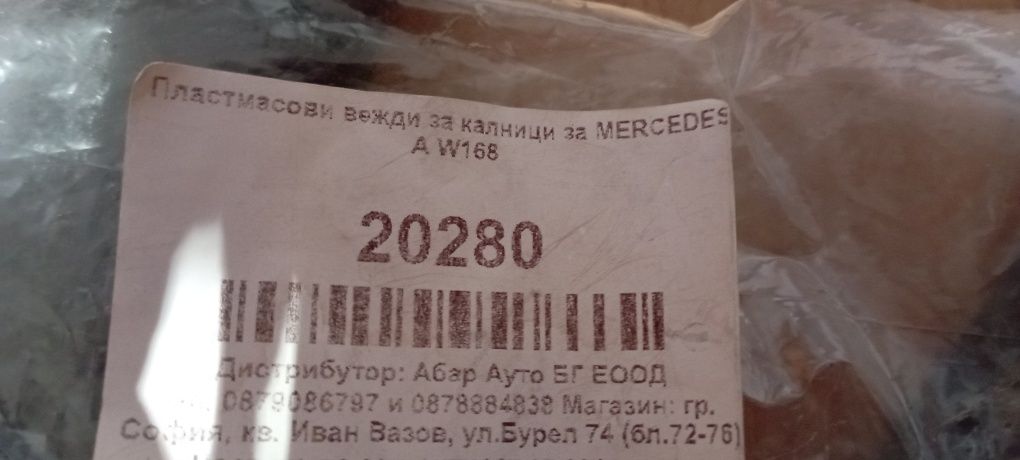 Пластмасови вежди за калници за MERCEDES
A W168
20280
Дистрибутор: Абар Ауто БГ ЕООД
0879086797 и 0878884838 Магазин: гр.
София, кв. Иван Вазов, ул.Бурел 74 (бл.72-76)